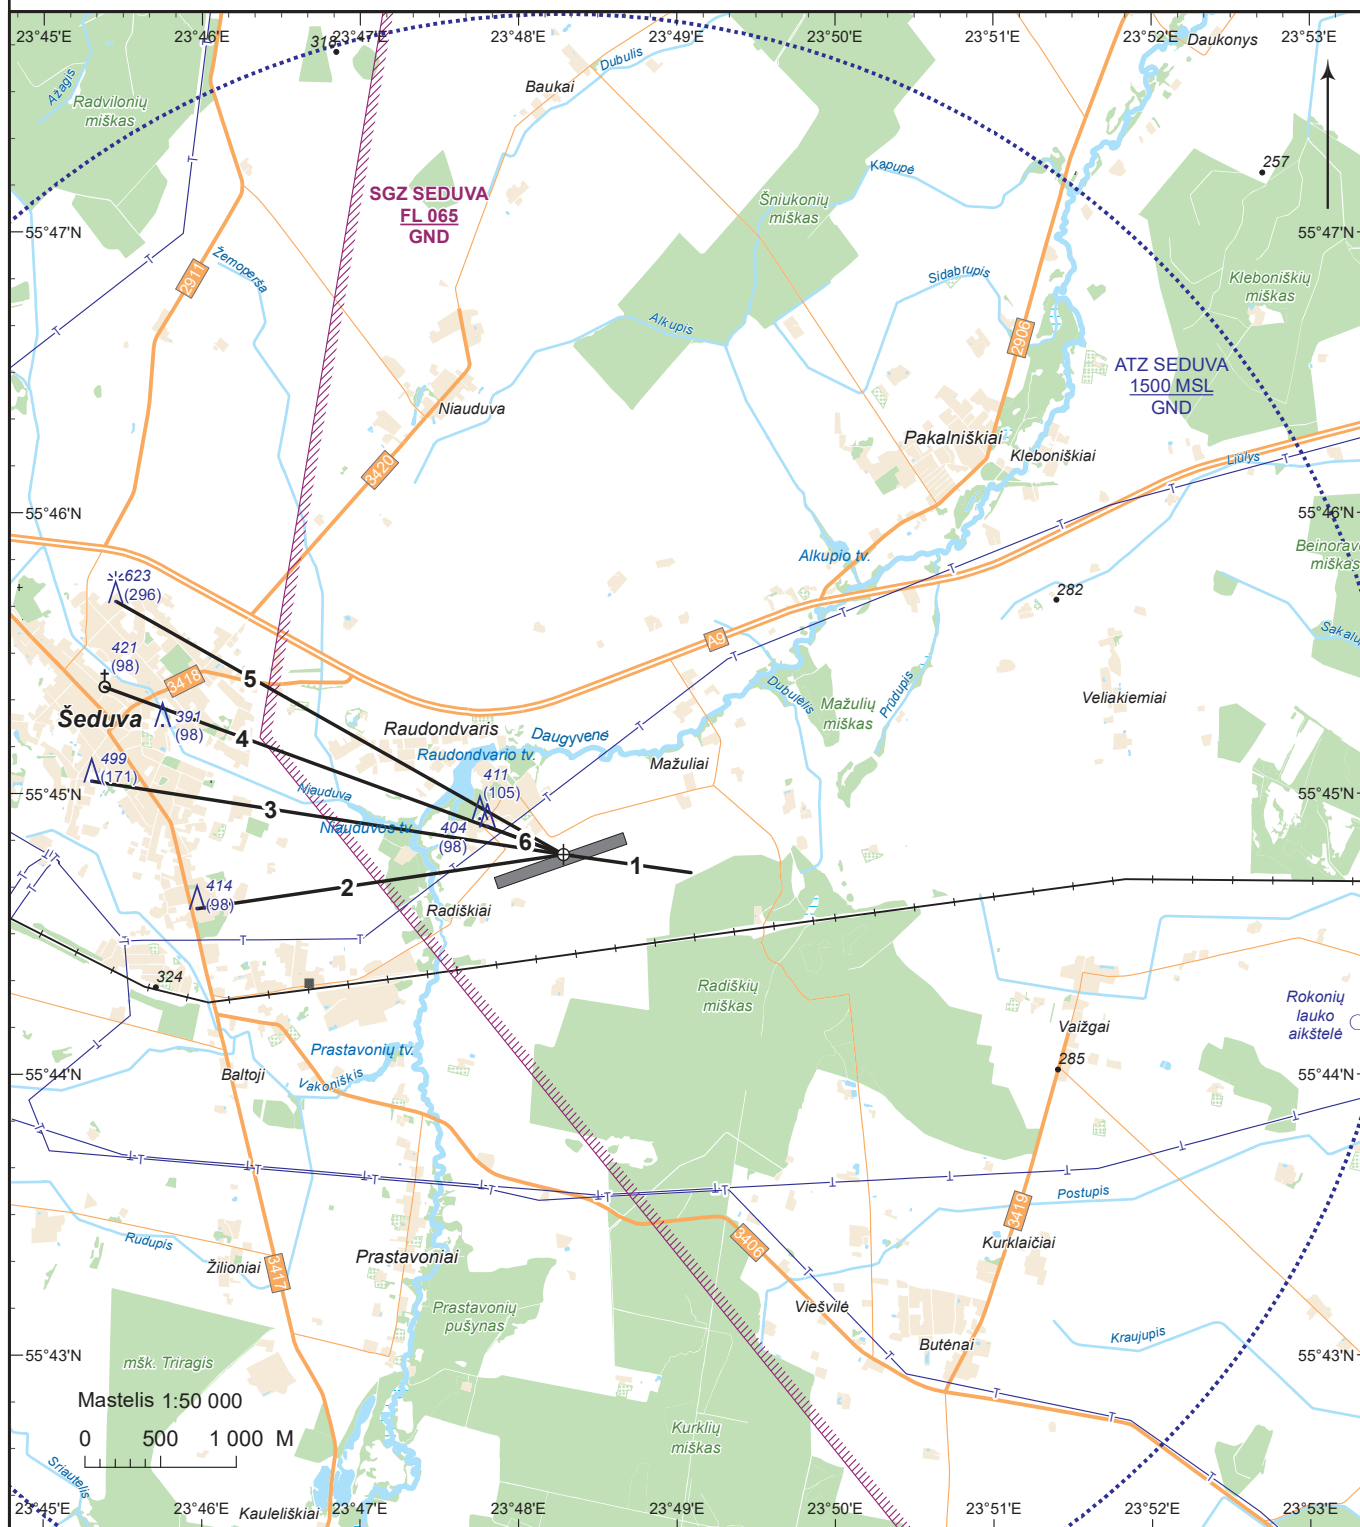 23°45'E
23°46'E
23°47'E
23°48'E
23°49'E
23°50'E
23°51'E
23°52'E
23°53'E
318
Daukonys
Dubulis
Baukai
Ažagis
Radvilonių
miškas
257
Kapupė
SGZ SEDUVA
FL 065
GND
Šniukonių
miškas
55°47'N
55°47'N
Žemoperša
2911
Sidabrupis
Kleboniškių
miškas
Alkupis
2906
ATZ SEDUVA
1500 MSL
GND
Niauduva
Pakalniškiai
Kleboniškiai
3420
Liūlys
55°46'N
55°46'N
Alkupio tv.
Beinorav
miškas
623
(296)
282
Sakalup
421
(98)
A9
5
3418
Dubulėlis
Prūdupis
Veliakiemiai
Mažulių
miškas
Šeduva
391
(98)
4
Raudondvaris
Daugyvenė
Raudondvario tv.
Mažuliai
499
(171)
411
(105)
55°45'N
55°45'N
Niauduva
3
Niauduvos tv.
404
(98)
6
1
2
414
(98)
Radiškiai
324
Radiškių
miškas
Rokonių
lauko
aikštelė
Vaižgai
Prastavonių tv.
285
55°44'N
55°44'N
Baltoji
Vakoniškis
Postupis
3419
Rudupis
Žilioniai
3417
Prastavoniai
3406
Kurklaičiai
Viešvilė
Prastavonių
pušynas
Butėnai
Kraujupis
55°43'N
55°43'N
mšk. Triragis
Mastelis 1:50 000
0 500 1 000 M
Kurklių
miškas
Sriautelis
Kauleliškiai
23°45'E
23°46'E
23°47'E
23°48'E
23°49'E
23°50'E
23°51'E
23°52'E
23°53'E